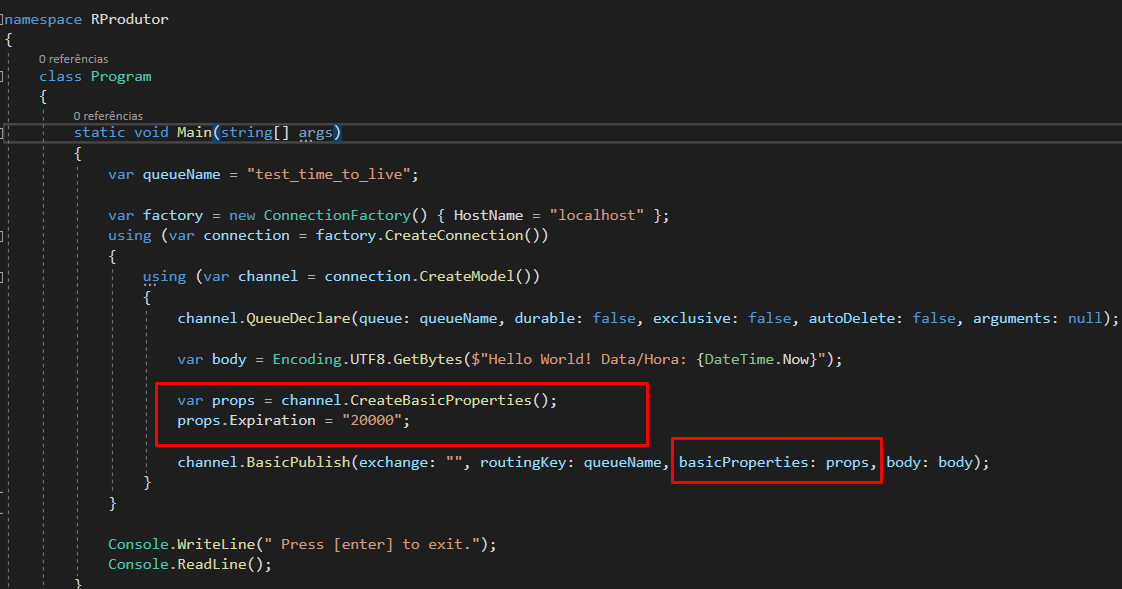 namespace RProdutor
{
0 referências
class Program
{
0 referências
static void Main(string[] args)
{
var queueName = "test_time_to_live";
var factory = new ConnectionFactory() { HostName = "localhost" };
using (var connection = factory.CreateConnection())
{
using (var channel = connection.CreateModel())
{
channel.QueueDeclare(queue: queueName, durable: false, exclusive: false, autoDelete: false, arguments: null);
var body = Encoding.UTF8.GetBytes($"Hello World! Data/Hora: {DateTime.Now}");
var props = channel.CreateBasicProperties();
props.Expiration = "20000";
channel.BasicPublish(exchange: "", routingKey: queueName, basicProperties: props, body: body);
}
}
Console.WriteLine(" Press [enter] to exit.");
Console.ReadLine();
}